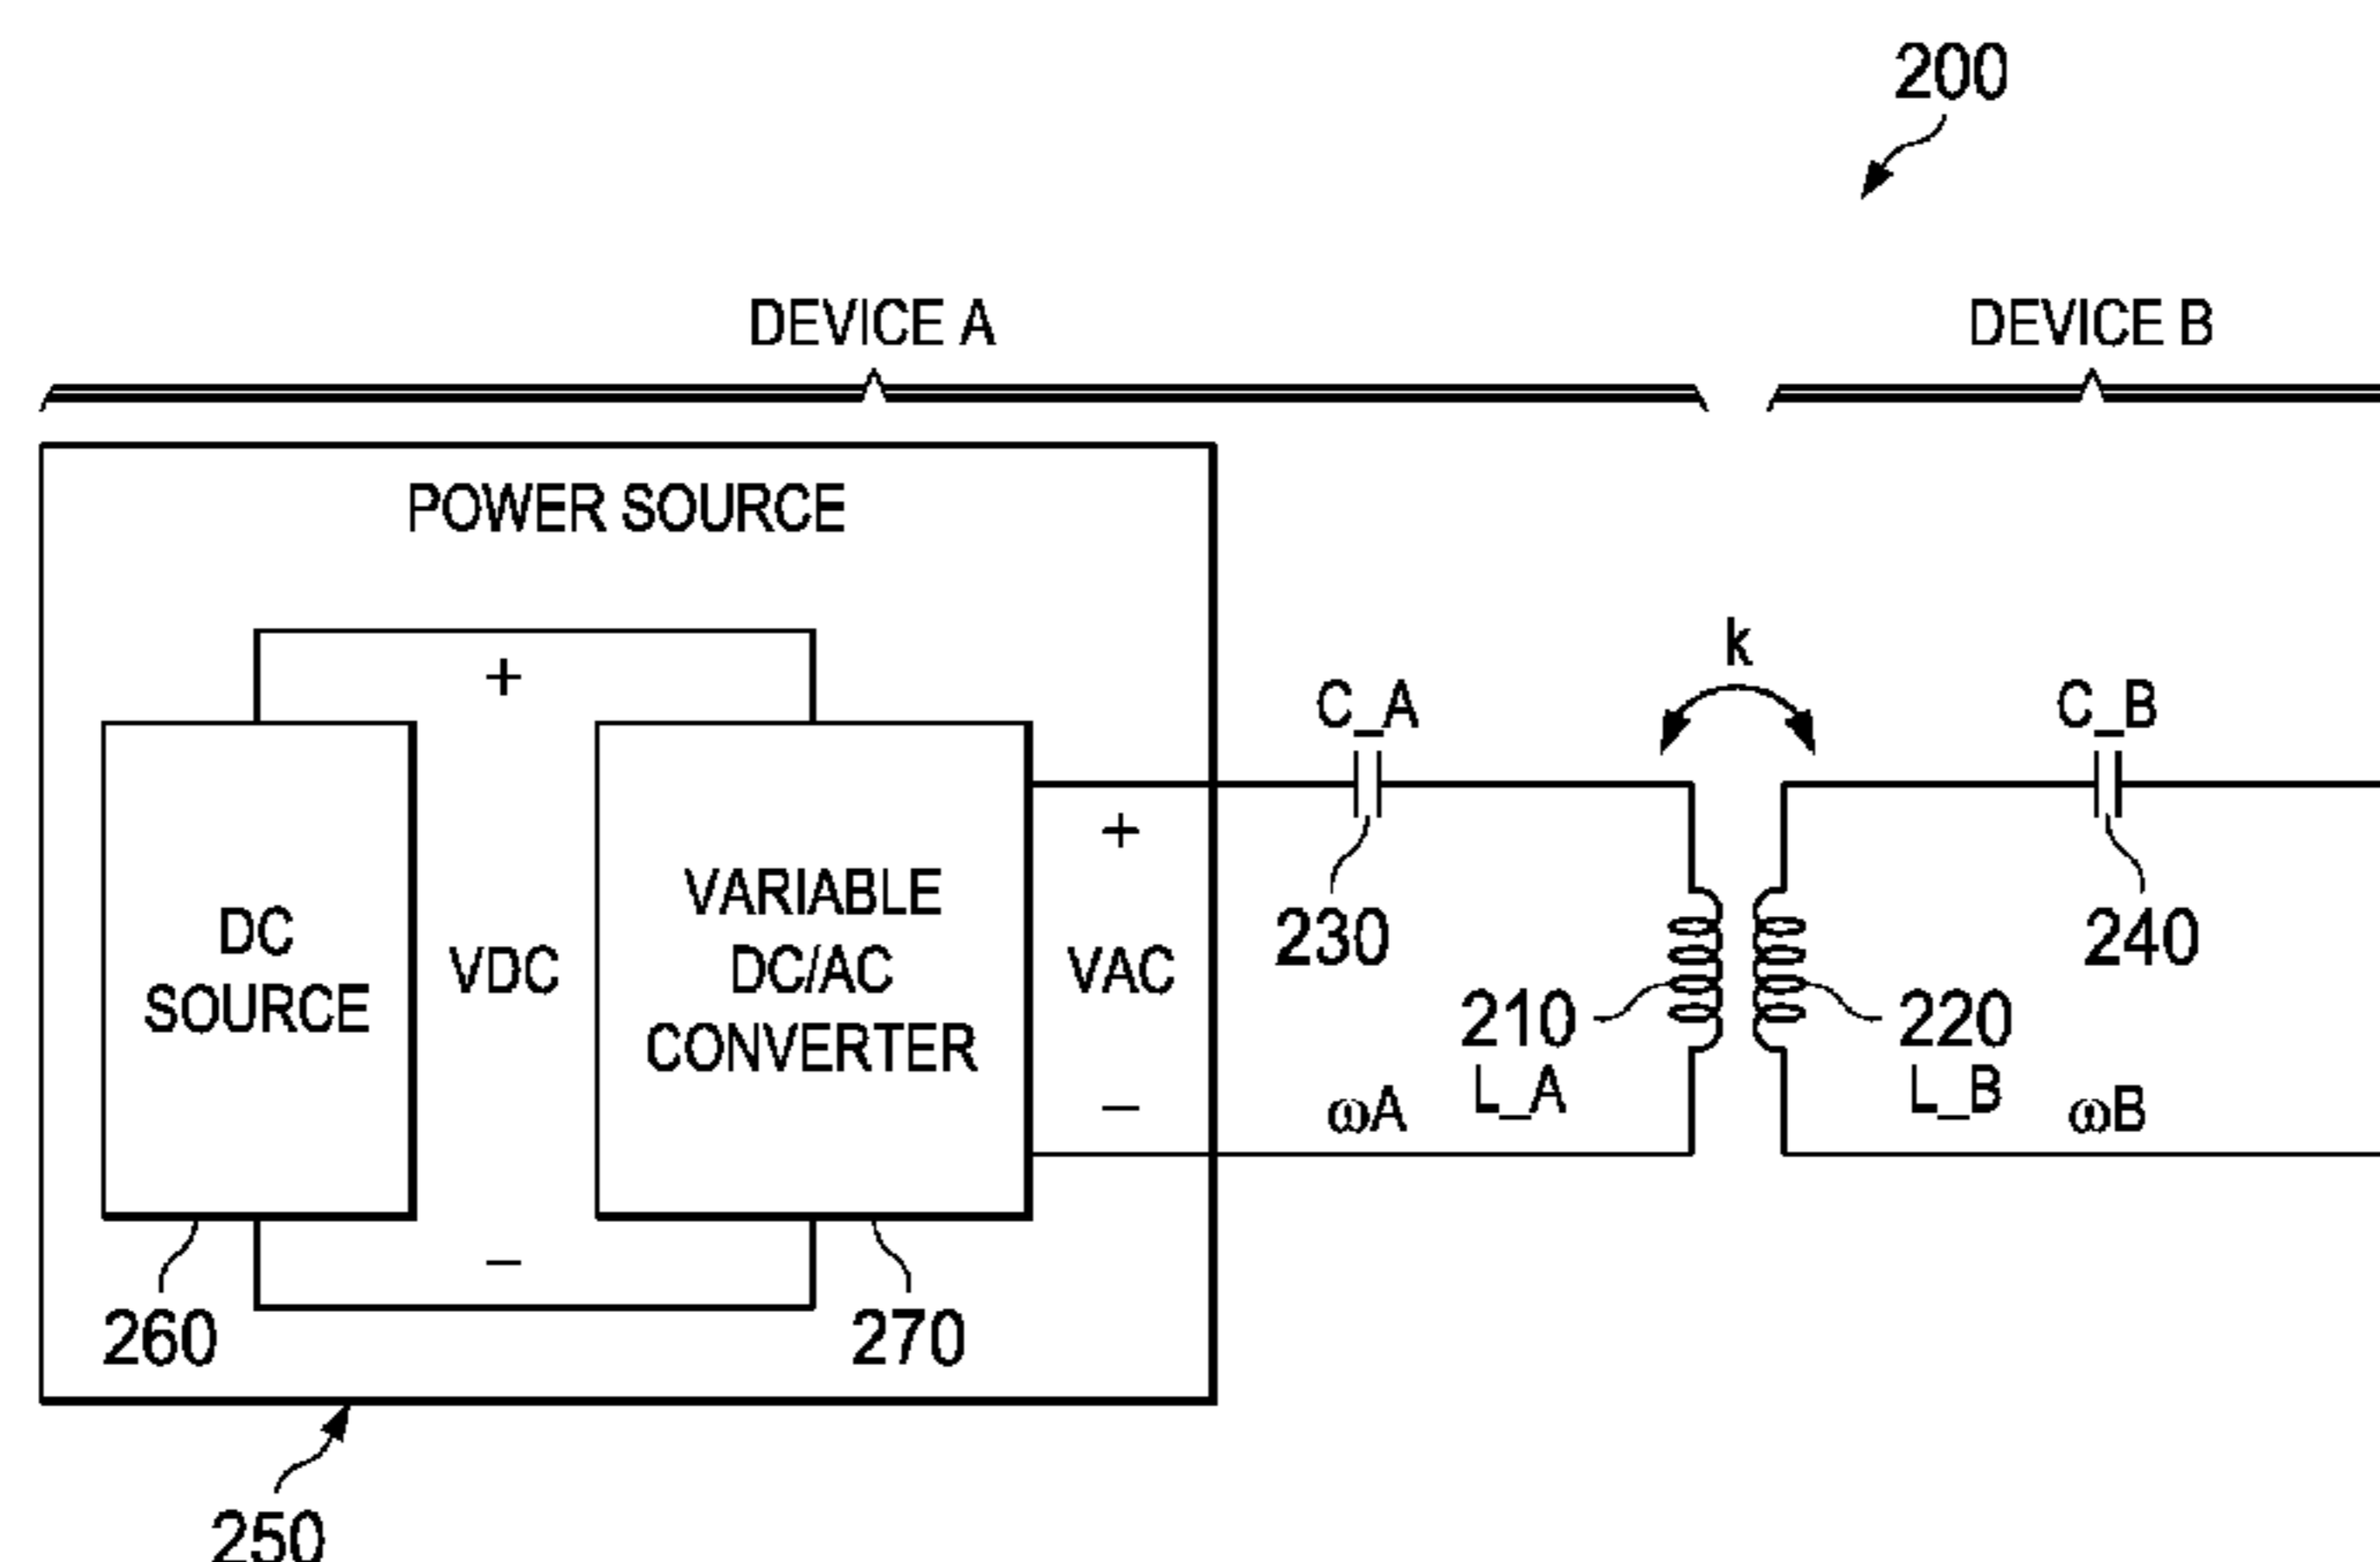 200
DEVICE A
DEVICE B
POWER SOURCE
+
DC
SOURCE
VDC
−
VARIABLE
DC/AC
CONVERTER
+
VAC
−
C_A
230
k
C_B
240
210
L_A
220
L_B
ωA
ωB
260
270
250